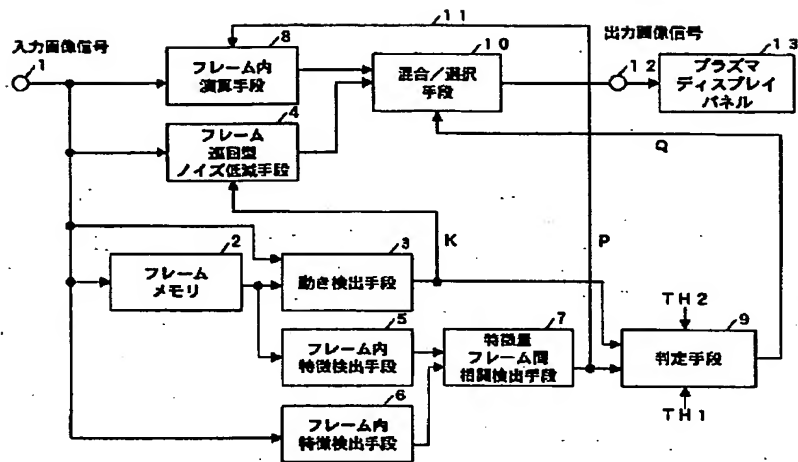 11
入力画像信号
1
8
フレーム内
演算手段
10
混合／選択
手段
出力画像信号
12
13
プラズマ
ディスプレイ
パネル
4
フレーム
巡回型
ノイズ低減手段
Q
K
P
2
フレーム
メモリ
3
動き検出手段
TH2
5
フレーム内
特徴検出手段
7
特徴量
フレーム間
相関検出手段
9
判定手段
6
フレーム内
特徴検出手段
TH1